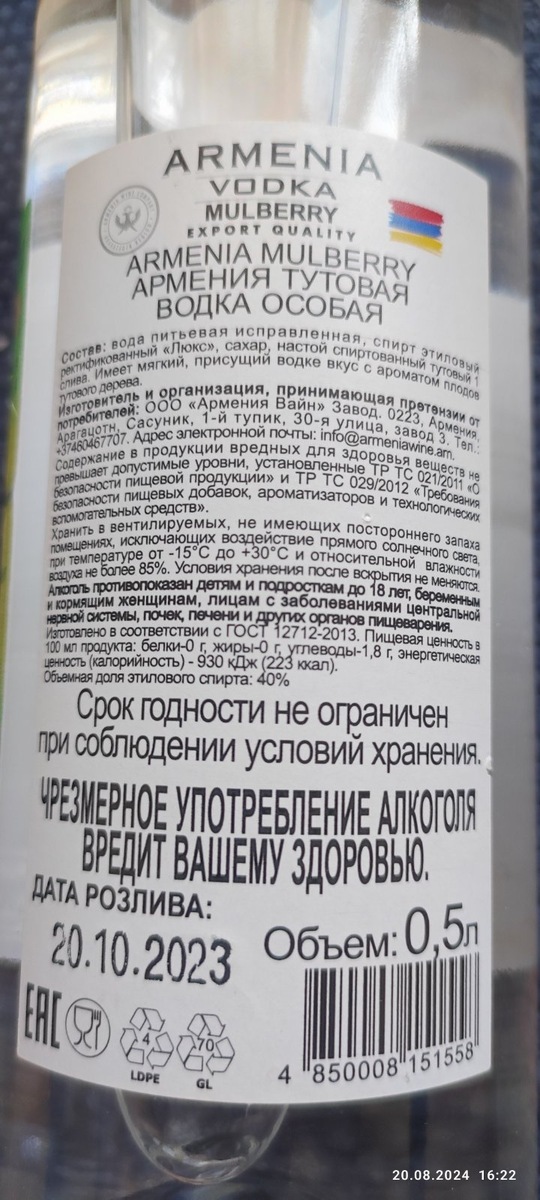 ARMENIA
VODKA
MULBERRY
EXPORT QUALITY
ARMENIA MULBERRY
АРМЕНИЯ ТУТОВАЯ
ВОДКА ОСОБАЯ
Состав: вода питьевая исправленная, спирт этиловый
ректификованный «Люкс», сахар, настой спиртованный тутовый 1
слива. Имеет мягкий, присущий водке вкус с ароматом плодов
тутового дерева.
Изготовитель и организация, принимающая претензии от
потребителей: ООО «Армения Вайн» Завод. 0223, Армения,
Арагацотн, Сасуник, 1-й тупик, 30-я улица, завод 3. Тел.:
+37460467707. Адрес электронной почты: info@armeniawine.am.
Содержание в продукции вредных для здоровья веществ не
превышает допустимые уровни, установленные ТР ТС 021/2011 «О
безопасности пищевой продукции» и ТР ТС 029/2012 «Требования
безопасности пищевых добавок, ароматизаторов и технологических
вспомогательных средств».
Хранить в вентилируемых, не имеющих постороннего запаха
помещениях, исключающих воздействие прямого солнечного света,
при температуре от -15°С до +30°С и относительной влажности
воздуха не более 85%. Условия хранения после вскрытия не меняются.
Алкоголь противопоказан детям и подросткам до 18 лет, беременным
и кормящим женщинам, лицам с заболеваниями центральной
нервной системы, почек, печени и других органов пищеварения.
Изготовлено в соответствии с ГОСТ 12712-2013. Пищевая ценность в
100 мл продукта: белки-0 г, жиры-0 г, углеводы-1,8 г, энергетическая
ценность (калорийность) - 930 кДж (223 ккал).
Объемная доля этилового спирта: 40%
Срок годности не ограничен
при соблюдении условий хранения.
ЧРЕЗМЕРНОЕ УПОТРЕБЛЕНИЕ АЛКОГОЛЯ
ВРЕДИТ ВАШЕМУ ЗДОРОВЬЮ.
ДАТА РОЗЛИВА:
20.10.2023
Объем: 0,5л
EAC
4
LDPE
70
GL
4 850008 151558
20.08.2024 16:22